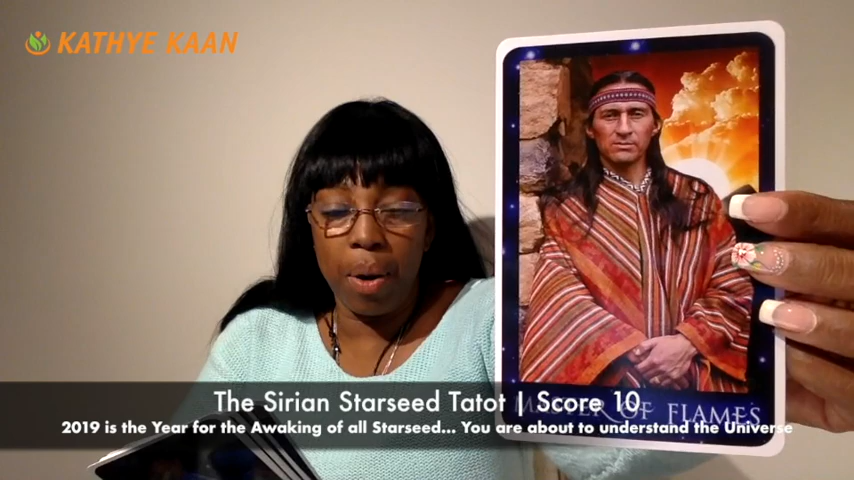 KATHYE KAAN
The Sirian Starseed Tatot | Score 10
MASTER OF FLAMES
2019 is the Year for the Awaking of all Starseed... You are about to understand the Universe